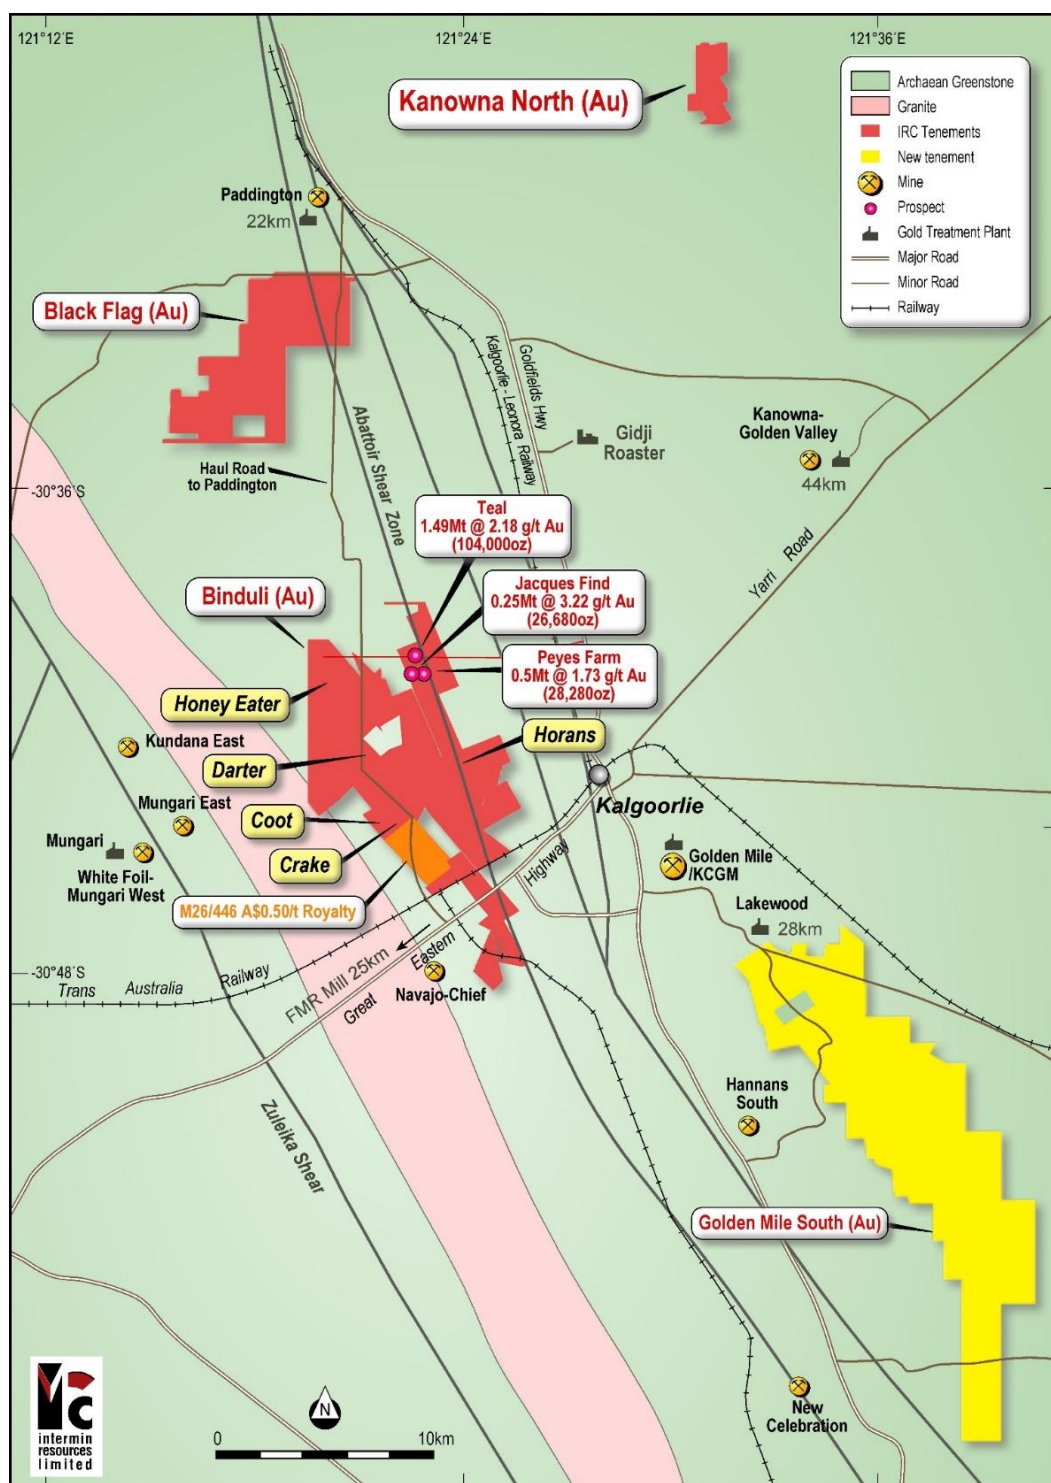 121°12´E
121°24´E
121°36´E
Kanowna North (Au)
Archaean Greenstone
Granite
IRC Tenements
New tenement
Mine
Prospect
Gold Treatment Plant
Major Road
Minor Road
Railway
Paddington
22km
Black Flag (Au)
Haul Road
to Paddington
Abattoir Shear Zone
Kalgoorlie - Leonora Railway
Goldfields Hwy
Gidji
Roaster
Kanowna-
Golden Valley
44km
Yarri Road
-30°36´S
Teal
1.49Mt @ 2.18 g/t Au
(104,000oz)
Jacques Find
0.25Mt @ 3.22 g/t Au
(26,680oz)
Peyes Farm
0.5Mt @ 1.73 g/t Au
(28,280oz)
Binduli (Au)
Honey Eater
Kundana East
Darter
Horans
Kalgoorlie
Mungari East
Coot
Mungari
Crake
White Foil-
Mungari West
M26/446 A$0.50/t Royalty
Golden Mile
/KCGM
Lakewood
28km
-30°48´S
Trans Australia Railway
FMR Mill 25km
Great Eastern Highway
Navajo-Chief
Zuleika Shear
Hannans
South
Golden Mile South (Au)
New
Celebration
N
0 10km
intermin
resources
limited